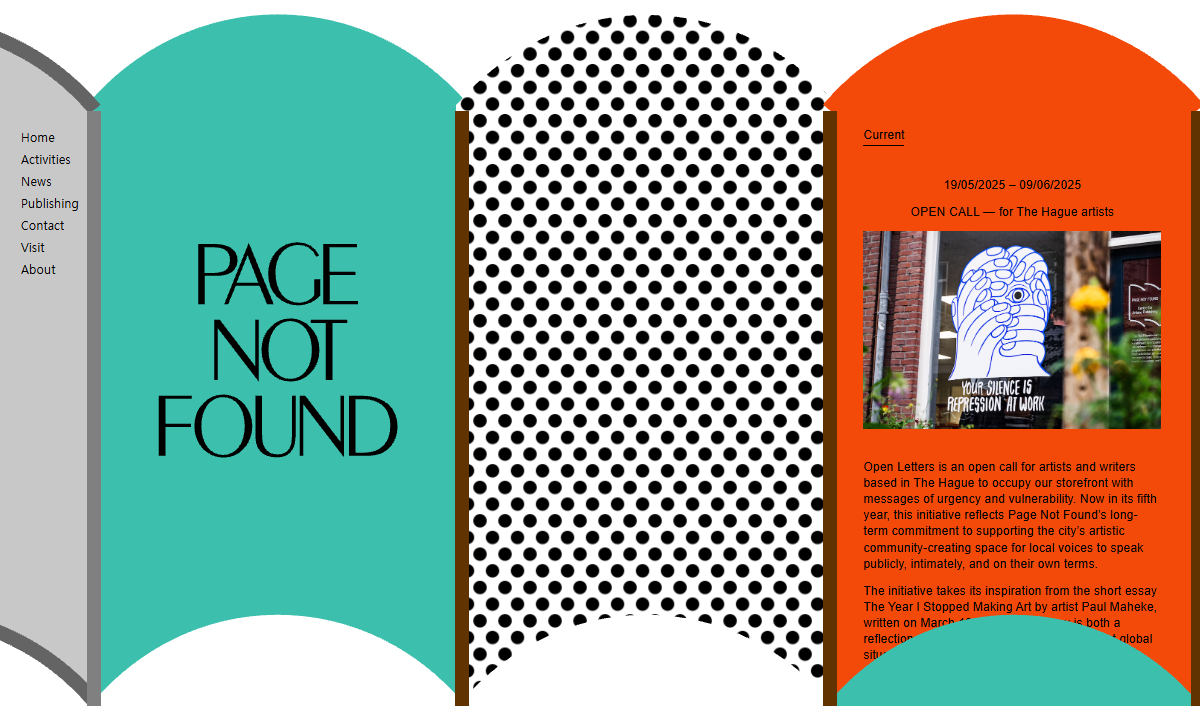 Home
Activities
News
Publishing
Contact
Visit
About
PAGE
NOT
FOUND
Current
19/05/2025 – 09/06/2025
OPEN CALL — for The Hague artists
YOUR SILENCE IS
REPRESSION AT WORK
PAGE NOT FOUND
Open Letters is an open call for artists and writers
based in The Hague to occupy our storefront with
messages of urgency and vulnerability. Now in its fifth
year, this initiative reflects Page Not Found's long-
term commitment to supporting the city's artistic
community-creating space for local voices to speak
publicly, intimately, and on their own terms.
The initiative takes its inspiration from the short essay
The Year I Stopped Making Art by artist Paul Maheke,
written on March is both a
reflection global